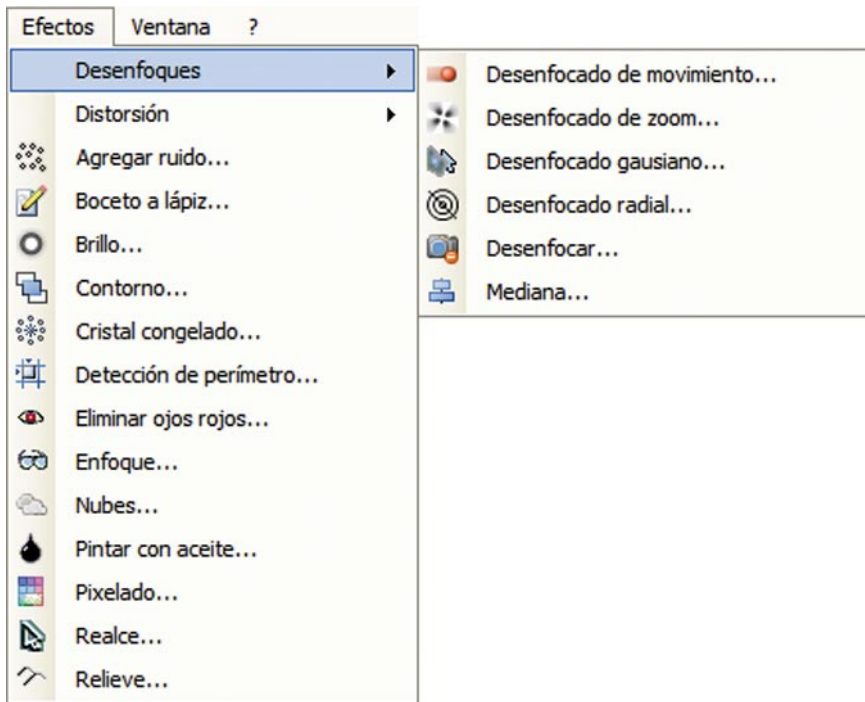 Efectos Ventana ?
Desenfoques
Distorsión
Agregar ruido...
Boceto a lápiz...
Brillo...
Contorno...
Cristal congelado...
Detección de perímetro...
Eliminar ojos rojos...
Enfoque...
Nubes...
Pintar con aceite...
Pixelado...
Realce...
Relieve...
Desenfocado de movimiento...
Desenfocado de zoom...
Desenfocado gausiano...
Desenfocado radial...
Desenfocar...
Mediana...